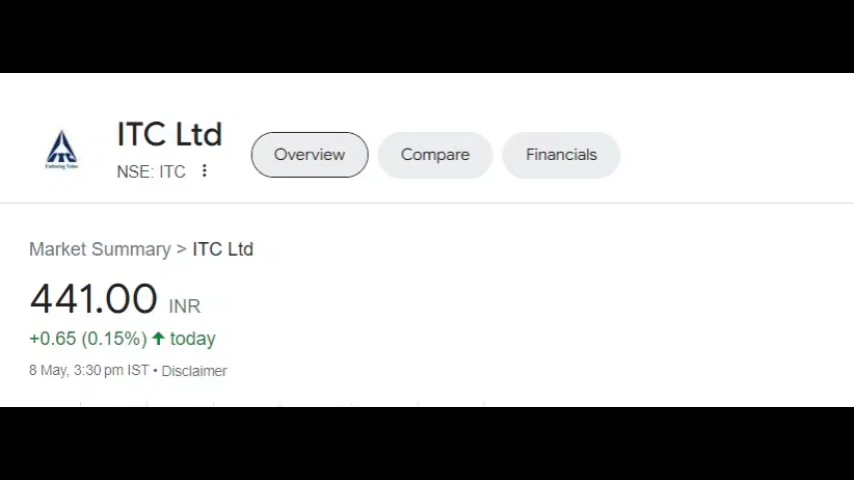 ITC Ltd
NSE: ITC
Overview
Compare
Financials
Market Summary > ITC Ltd
441.00 INR
+0.65 (0.15%) ↑ today
8 May, 3:30 pm IST • Disclaimer